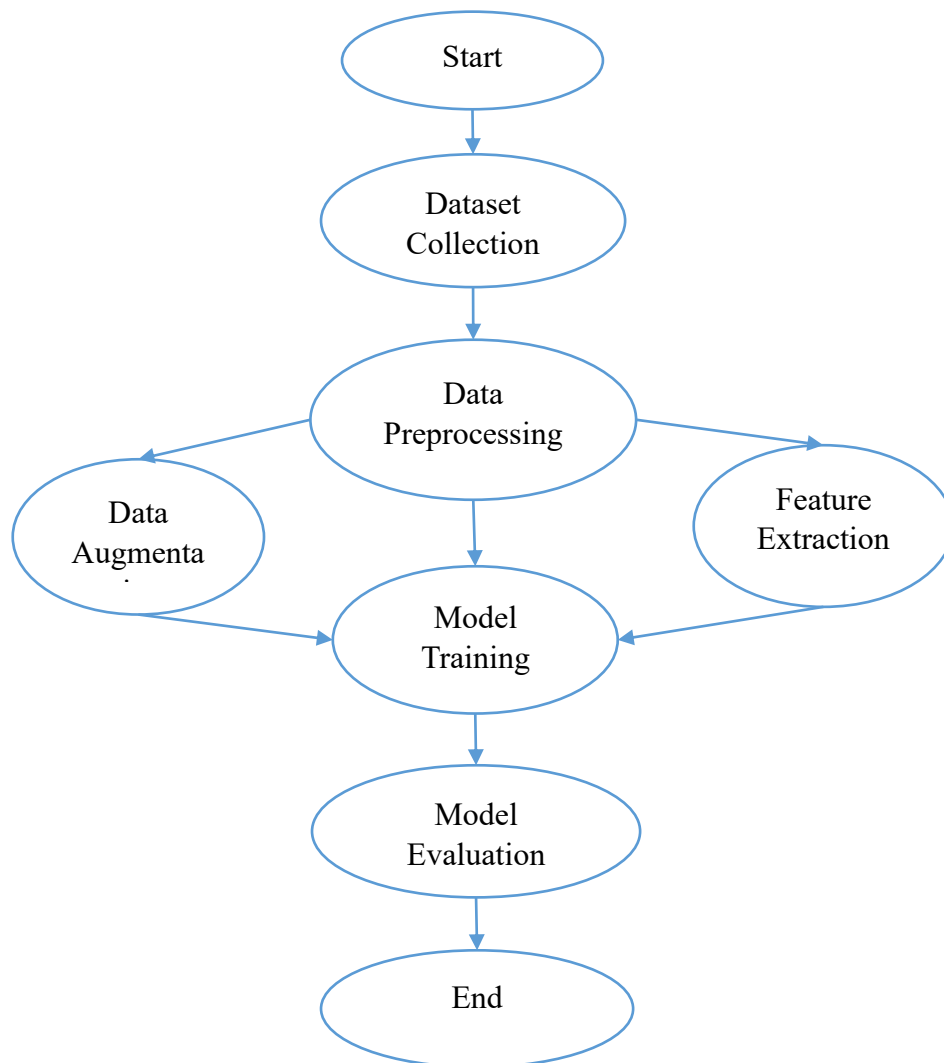 Start
Dataset
Collection
Data
Preprocessing
Data
Augmenta
Feature
Extraction
Model
Training
Model
Evaluation
End